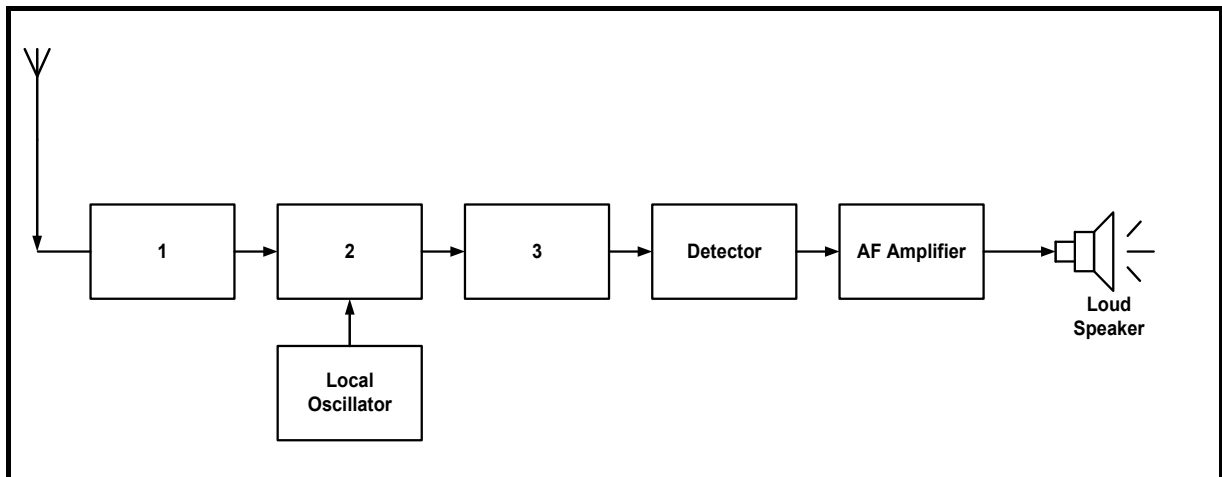 1
2
3
Detector
AF Amplifier
Loud
Speaker
Local
Oscillator